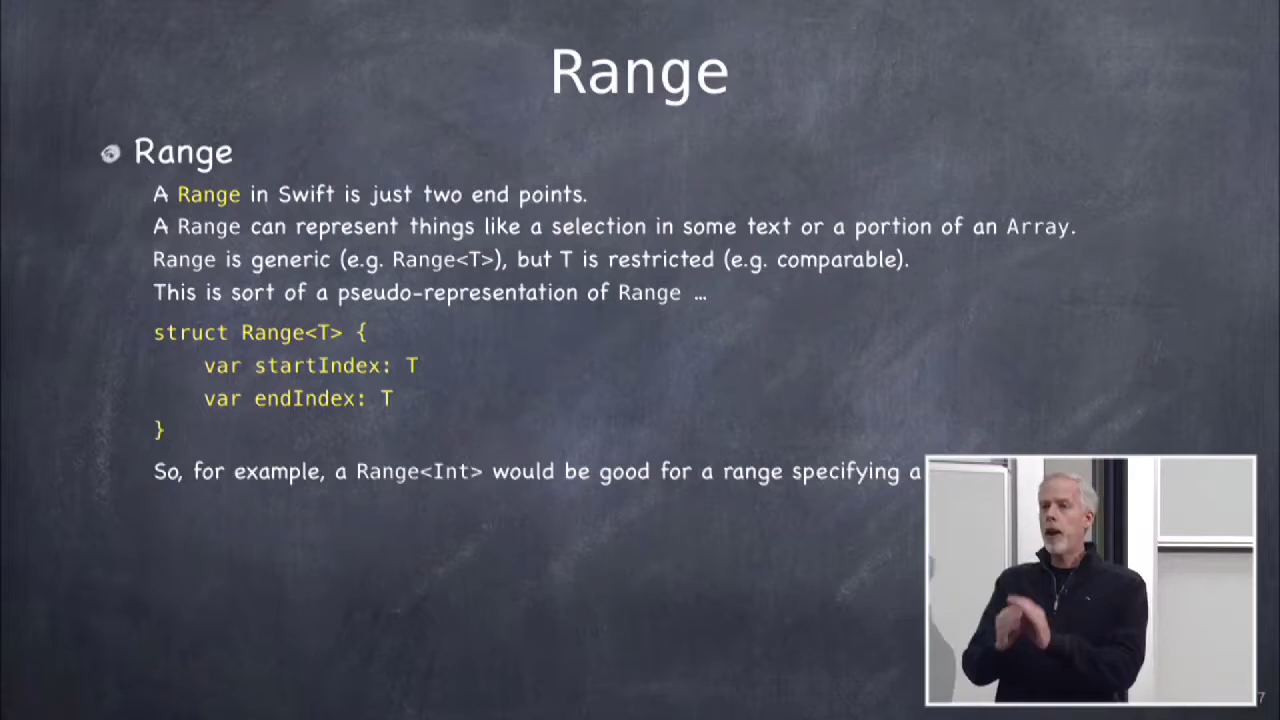 Range
Range
A Range in Swift is just two end points.
A Range can represent things like a selection in some text or a portion of an Array.
Range is generic (e.g. Range<T>), but T is restricted (e.g. comparable).
This is sort of a pseudo-representation of Range …
struct Range<T> {
var startIndex: T
var endIndex: T
}
So, for example, a Range<Int> would be good for a range specifying a
7